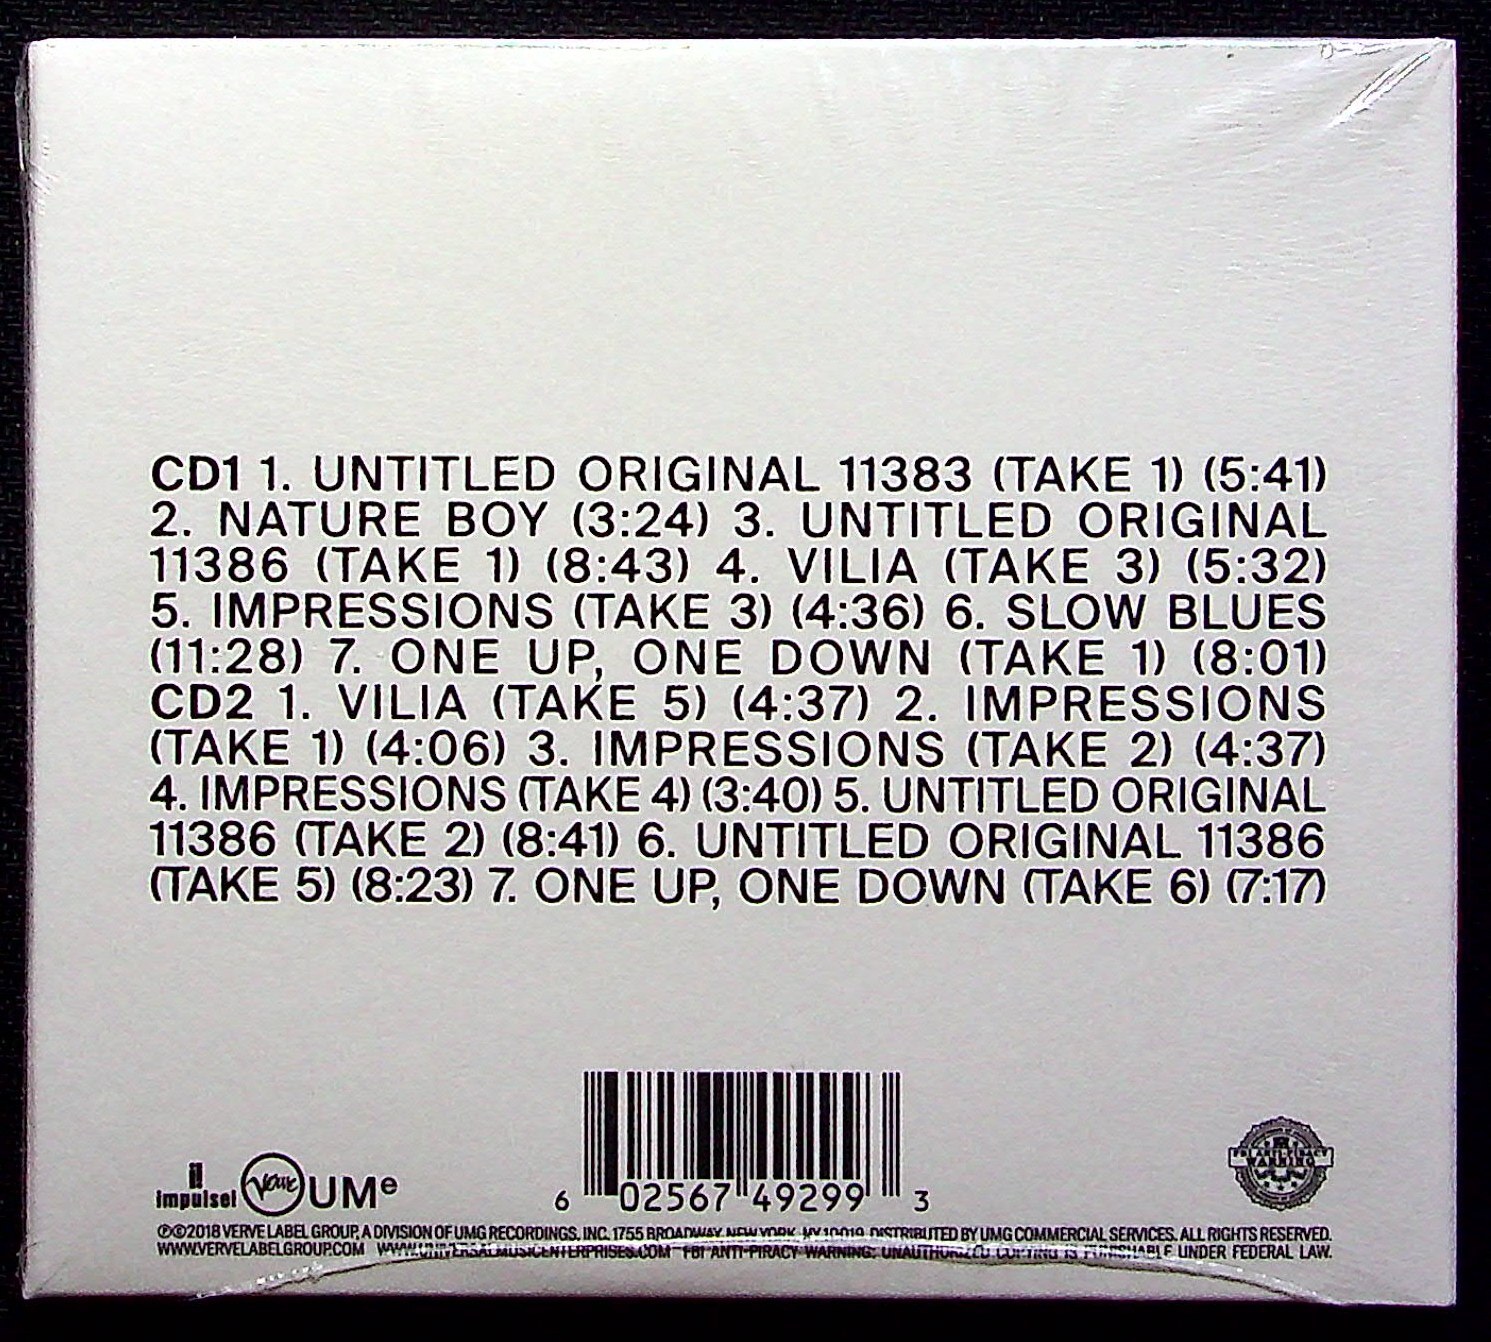 CD1 1. UNTITLED ORIGINAL 11383 (TAKE 1) (5:41)
2. NATURE BOY (3:24) 3. UNTITLED ORIGINAL
11386 (TAKE 1) (8:43) 4. VILIA (TAKE 3) (5:32)
5. IMPRESSIONS (TAKE 3) (4:36) 6. SLOW BLUES
(11:28) 7. ONE UP, ONE DOWN (TAKE 1) (8:01)
CD2 1. VILIA (TAKE 5) (4:37) 2. IMPRESSIONS
(TAKE 1) (4:06) 3. IMPRESSIONS (TAKE 2) (4:37)
4. IMPRESSIONS (TAKE 4) (3:40) 5. UNTITLED ORIGINAL
11386 (TAKE 2) (8:41) 6. UNTITLED ORIGINAL 11386
(TAKE 5) (8:23) 7. ONE UP, ONE DOWN (TAKE 6) (7:17)
impulse! Verve UMe
6 02567 49299 3
FBI ANTI-PIRACY
WARNING
℗©2018 VERVE LABEL GROUP, A DIVISION OF UMG RECORDINGS, INC. 1755 BROADWAY, NEW YORK, NY 10019. DISTRIBUTED BY UMG COMMERCIAL SERVICES. ALL RIGHTS RESERVED.
WWW.VERVELABELGROUP.COM WWW.UNIVERSALMUSICENTERPRISES.COM FBI ANTI-PIRACY WARNING: UNAUTHORIZED COPYING IS PUNISHABLE UNDER FEDERAL LAW.